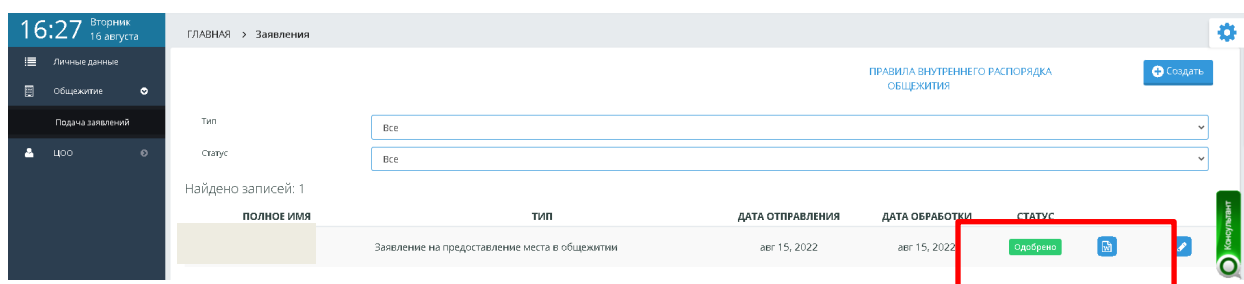 16:27 Вторник
16 августа
ГЛАВНАЯ > Заявления
Личные данные
Общежитие
Подача заявлений
ЦОО
ПРАВИЛА ВНУТРЕННЕГО РАСПОРЯДКА
ОБЩЕЖИТИЯ
Создать
Тип
Все
Статус
Все
Найдено записей: 1
ПОЛНОЕ ИМЯ ТИП ДАТА ОТПРАВЛЕНИЯ ДАТА ОБРАБОТКИ СТАТУС
Заявление на предоставление места в общежитии авг 15, 2022 авг 15, 2022 Одобрено
Консультант